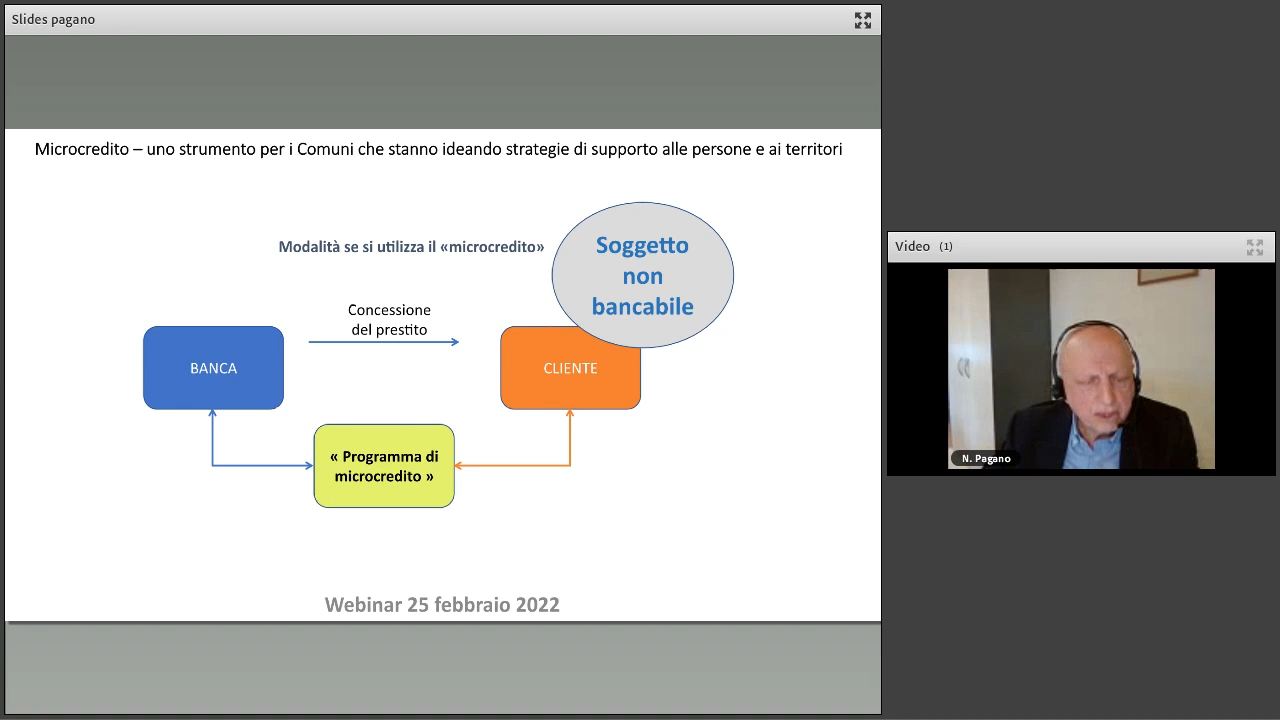 Slides pagano
Microcredito – uno strumento per i Comuni che stanno ideando strategie di supporto alle persone e ai territori
Modalità se si utilizza il «microcredito»
Soggetto
non
bancabile
Concessione
del prestito
BANCA
CLIENTE
« Programma di
microcredito »
Webinar 25 febbraio 2022
Video (1)
N. Pagano